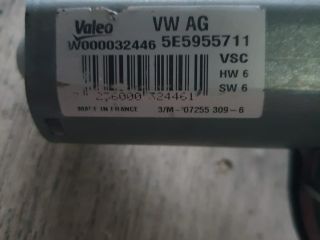 Valeo VW AG
W000032446 5E5955711
VSC
HW 6
SW 6
MADE IN FRANCE 3/M-'07255 309-6